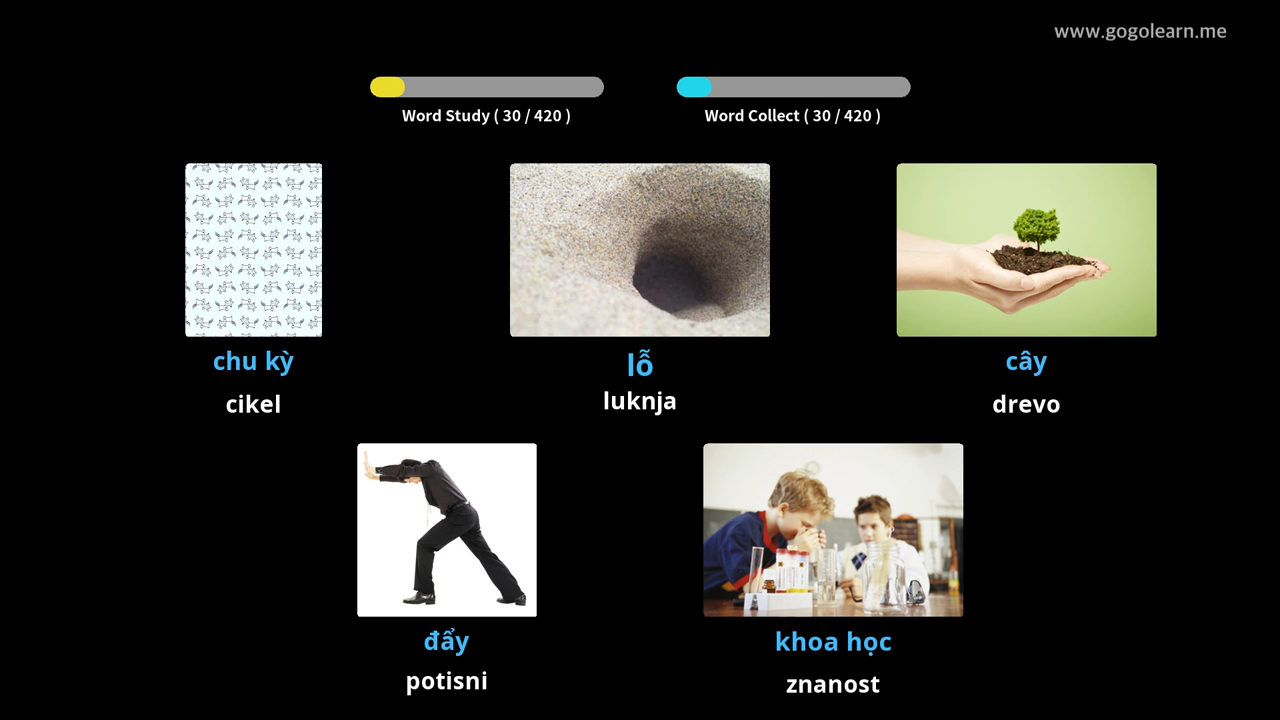 www.gogolearn.me
Word Study ( 30 / 420 )
Word Collect ( 30 / 420 )
chu kỳ
cikel
lỗ
luknja
cây
drevo
đẩy
potisni
khoa học
znanost